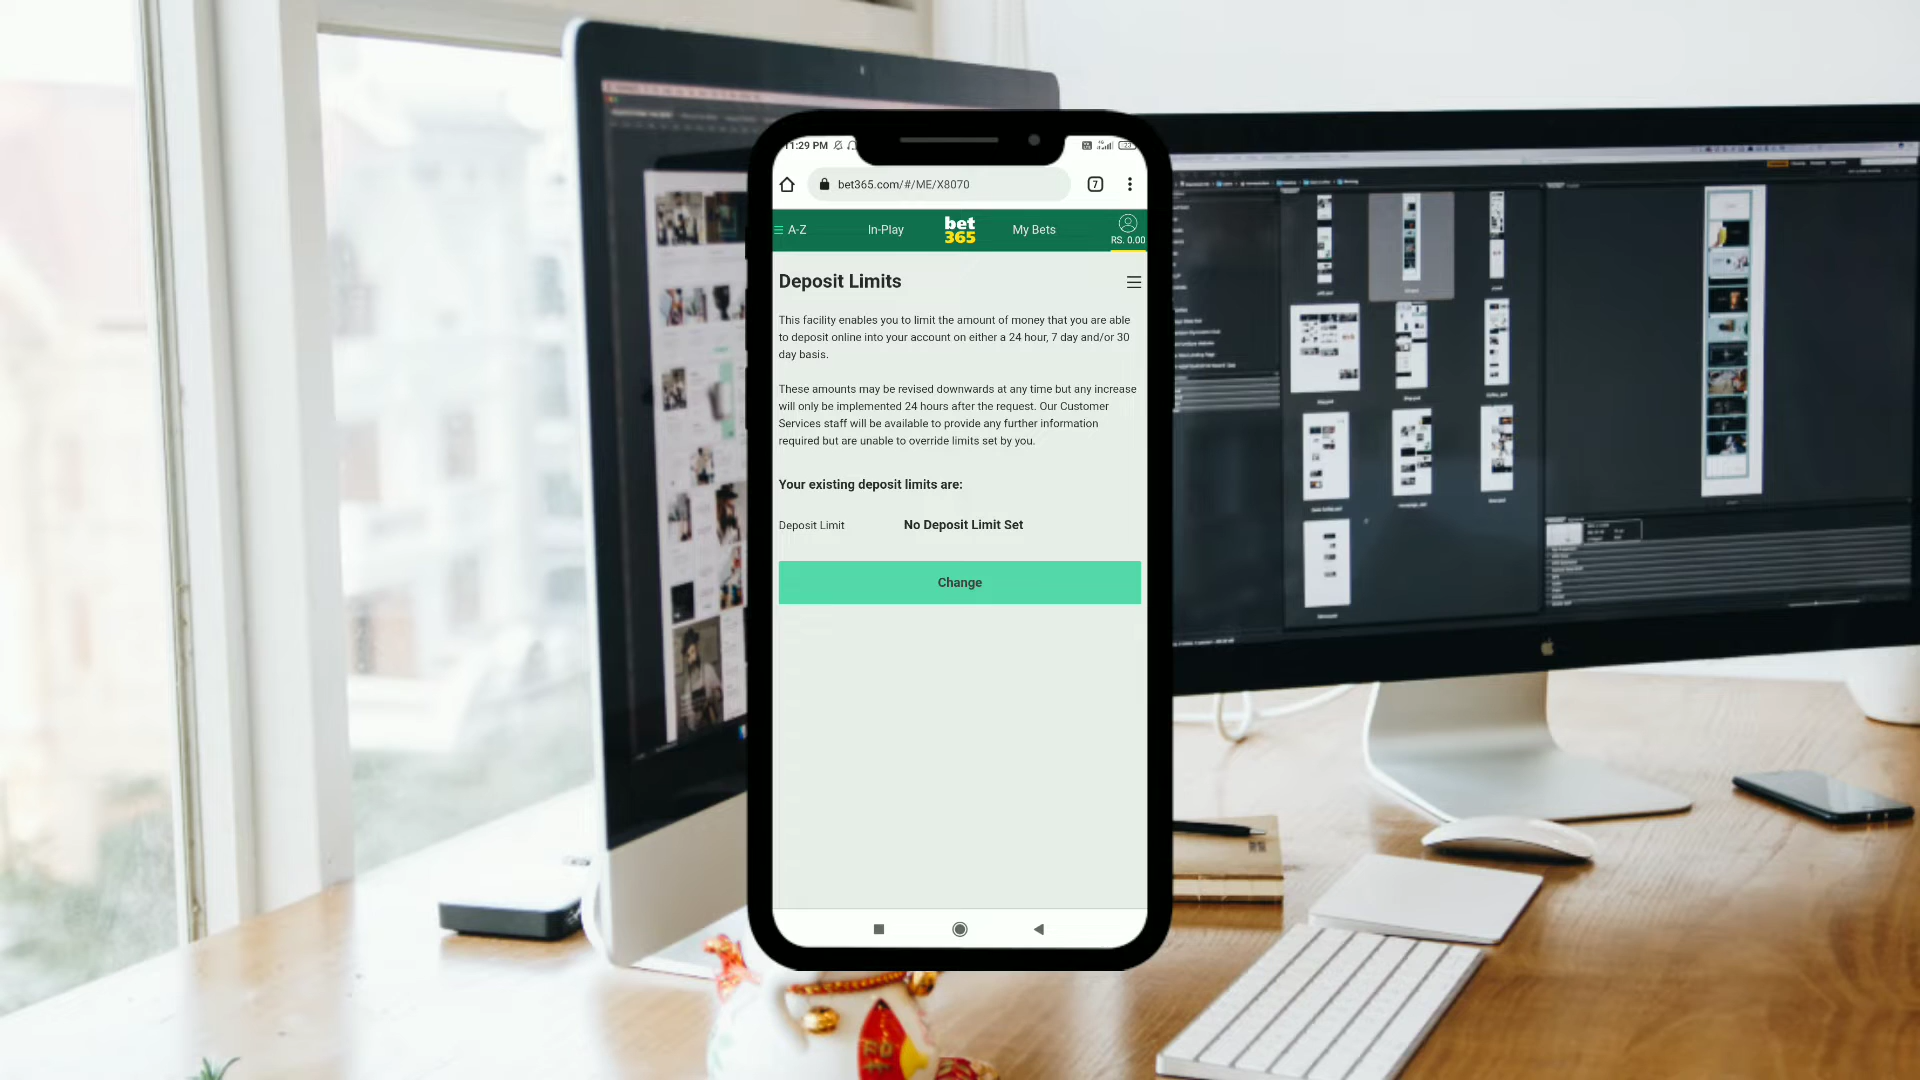 11:29 PM
bet365.com/#/ME/X8070
7
A-Z
In-Play
bet
365
My Bets
RS. 0.00
Deposit Limits
This facility enables you to limit the amount of money that you are able
to deposit online into your account on either a 24 hour, 7 day and/or 30
day basis.
These amounts may be revised downwards at any time but any increase
will only be implemented 24 hours after the request. Our Customer
Services staff will be available to provide any further information
required but are unable to override limits set by you.
Your existing deposit limits are:
Deposit Limit
No Deposit Limit Set
Change